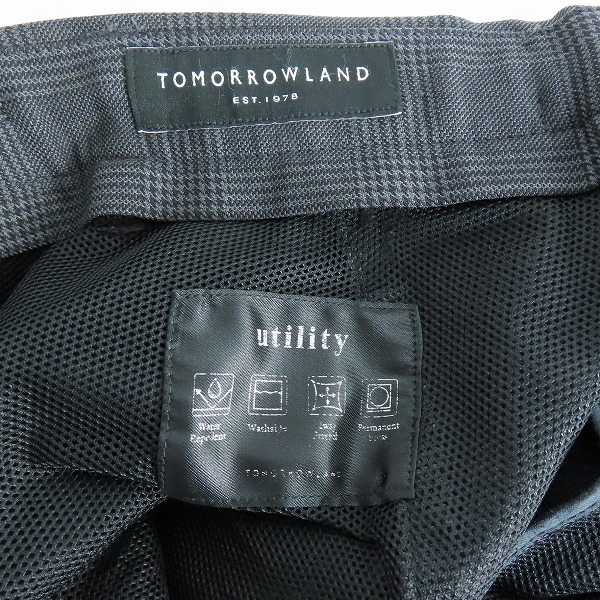 TOMORROWLAND
EST. 1978
utility
Water
Repellent
Washable
Permanent
TOMORROWLAND